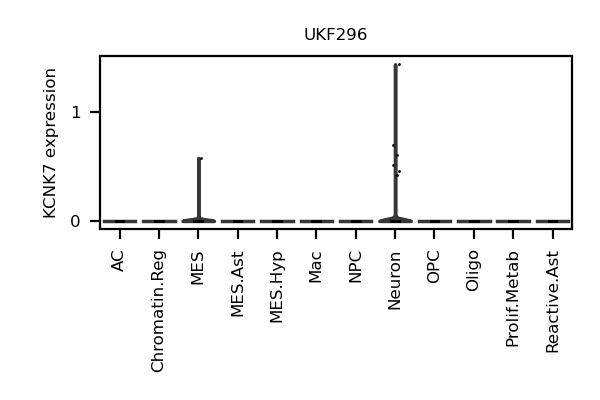 UKF296
KCNK7 expression
1
0
AC
Chromatin.Reg
MES
MES.Ast
MES.Hyp
Mac
NPC
Neuron
OPC
Oligo
Prolif.Metab
Reactive.Ast